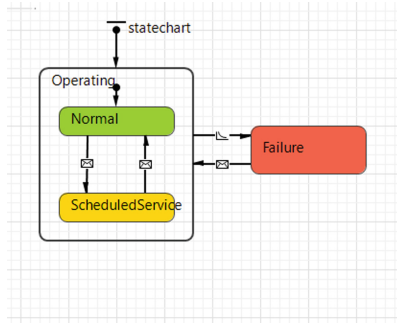 statechart
Operating
Normal
Failure
ScheduledService